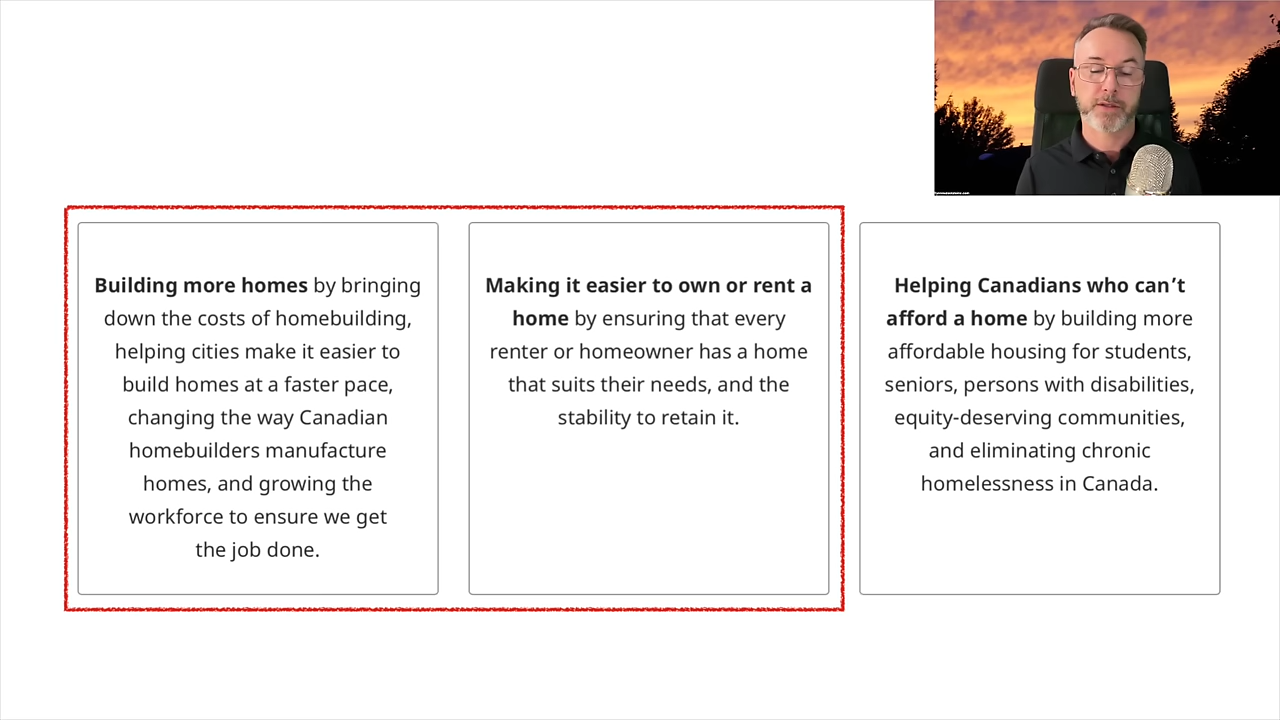 Building more homes by bringing
down the costs of homebuilding,
helping cities make it easier to
build homes at a faster pace,
changing the way Canadian
homebuilders manufacture
homes, and growing the
workforce to ensure we get
the job done.
Making it easier to own or rent a
home by ensuring that every
renter or homeowner has a home
that suits their needs, and the
stability to retain it.
Helping Canadians who can’t
afford a home by building more
affordable housing for students,
seniors, persons with disabilities,
equity-deserving communities,
and eliminating chronic
homelessness in Canada.